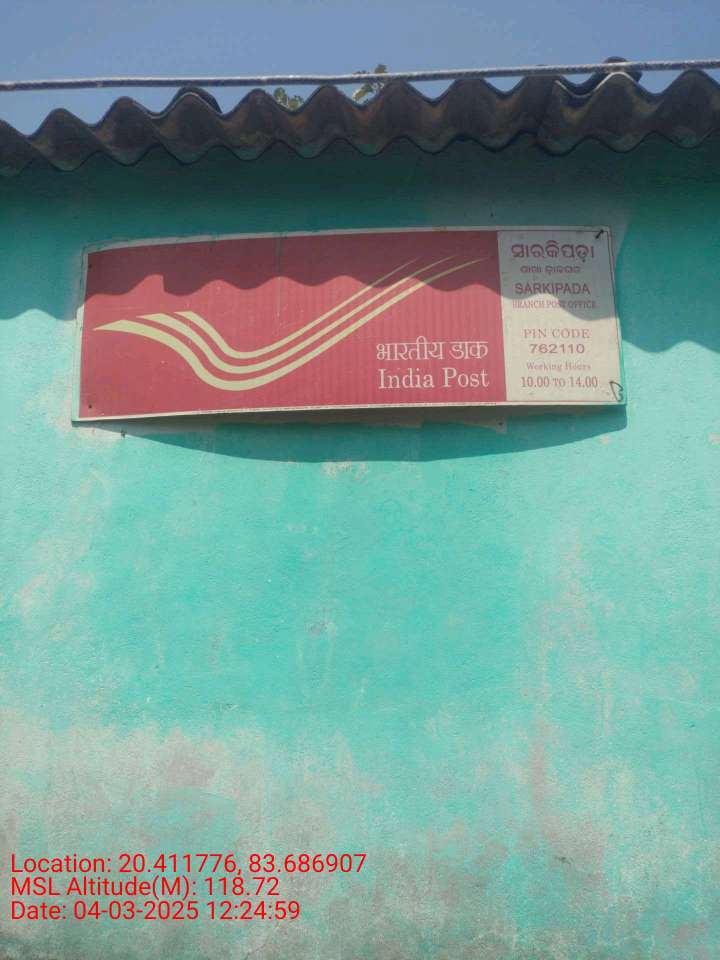 भारतीय डाक
India Post
ସାରକିପଡ଼ା
ଶାଖା ଡ଼ାକଘର
SARKIPADA
BRANCH POST OFFICE
PIN CODE
762110
Working Hours
10.00 TO 14.00
Location: 20.411776, 83.686907
MSL Altitude(M): 118.72
Date: 04-03-2025 12:24:59